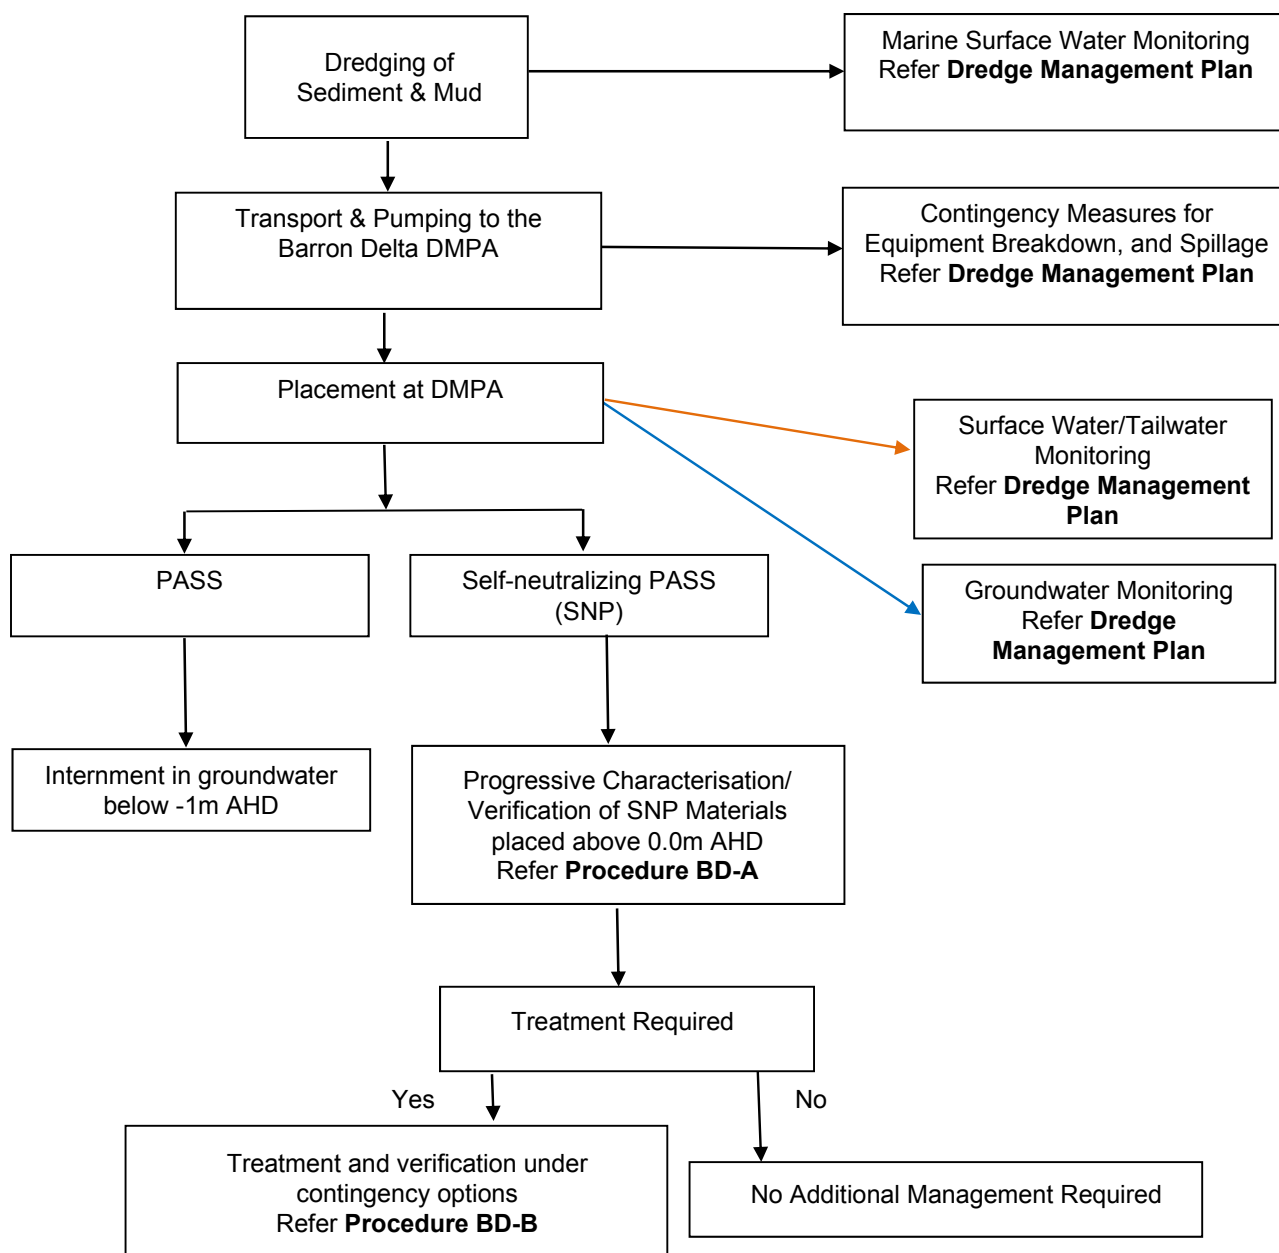 Dredging of
Sediment & Mud
Marine Surface Water Monitoring
Refer Dredge Management Plan
Transport & Pumping to the
Barron Delta DMPA
Contingency Measures for
Equipment Breakdown, and Spillage
Refer Dredge Management Plan
Placement at DMPA
Surface Water/Tailwater
Monitoring
Refer Dredge Management
Plan
PASS
Self-neutralizing PASS
(SNP)
Groundwater Monitoring
Refer Dredge
Management Plan
Internment in groundwater
below -1m AHD
Progressive Characterisation/
Verification of SNP Materials
placed above 0.0m AHD
Refer Procedure BD-A
Treatment Required
Yes
No
Treatment and verification under
contingency options
Refer Procedure BD-B
No Additional Management Required